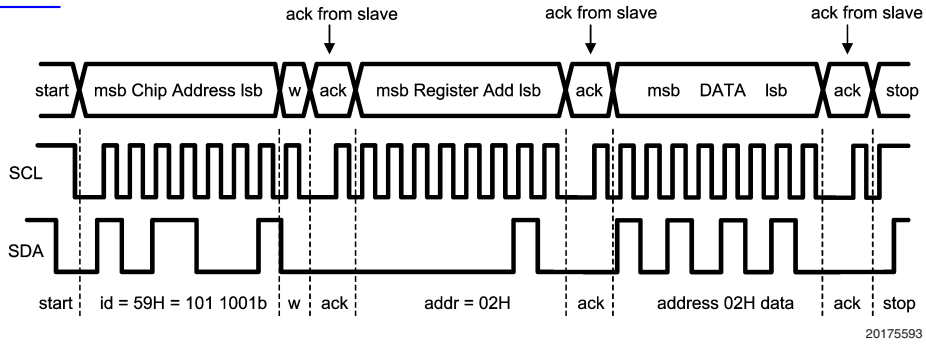 ack from slave ack from slave ack from slave
start msb Chip Address lsb w ack msb Register Add lsb ack msb DATA lsb ack stop
SCL
SDA
start id = 59H = 101 1001b w ack addr = 02H ack address 02H data ack stop
20175593